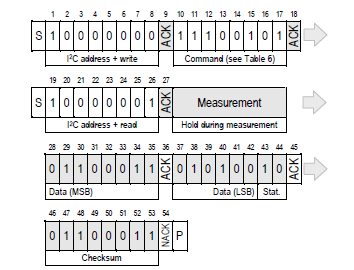 1 2 3 4 5 6 7 8 9 10 11 12 13 14 15 16 17 18
S 1 0 0 0 0 0 0 0 ACK 1 1 1 0 0 1 0 1 ACK
I²C address + write Command (see Table 6)
19 20 21 22 23 24 25 26 27
S 1 0 0 0 0 0 0 1 ACK Measurement
I²C address + read Hold during measurement
28 29 30 31 32 33 34 35 36 37 38 39 40 41 42 43 44 45
0 1 1 0 0 0 1 1 ACK 0 1 0 1 0 0 1 0 ACK
Data (MSB) Data (LSB) Stat.
46 47 48 49 50 51 52 53 54
0 1 1 0 0 0 1 1 NACK P
Checksum